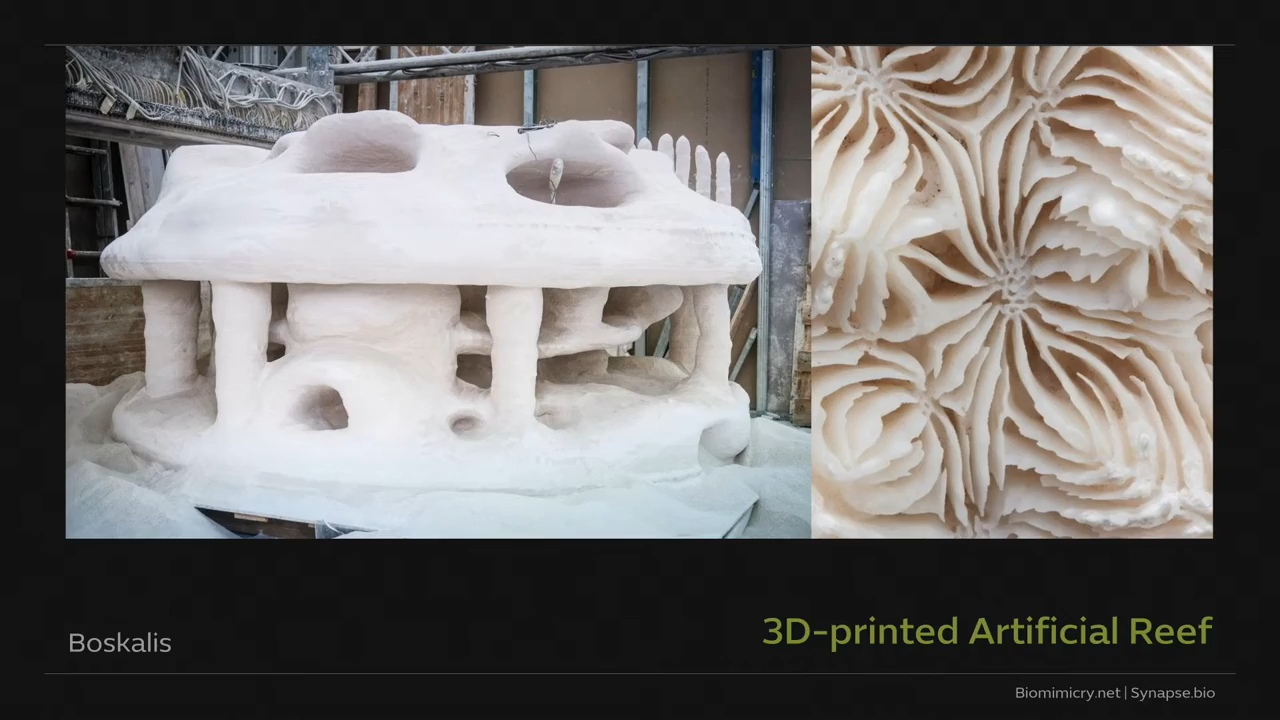 Boskalis
3D-printed Artificial Reef
Biomimicry.net | Synapse.bio